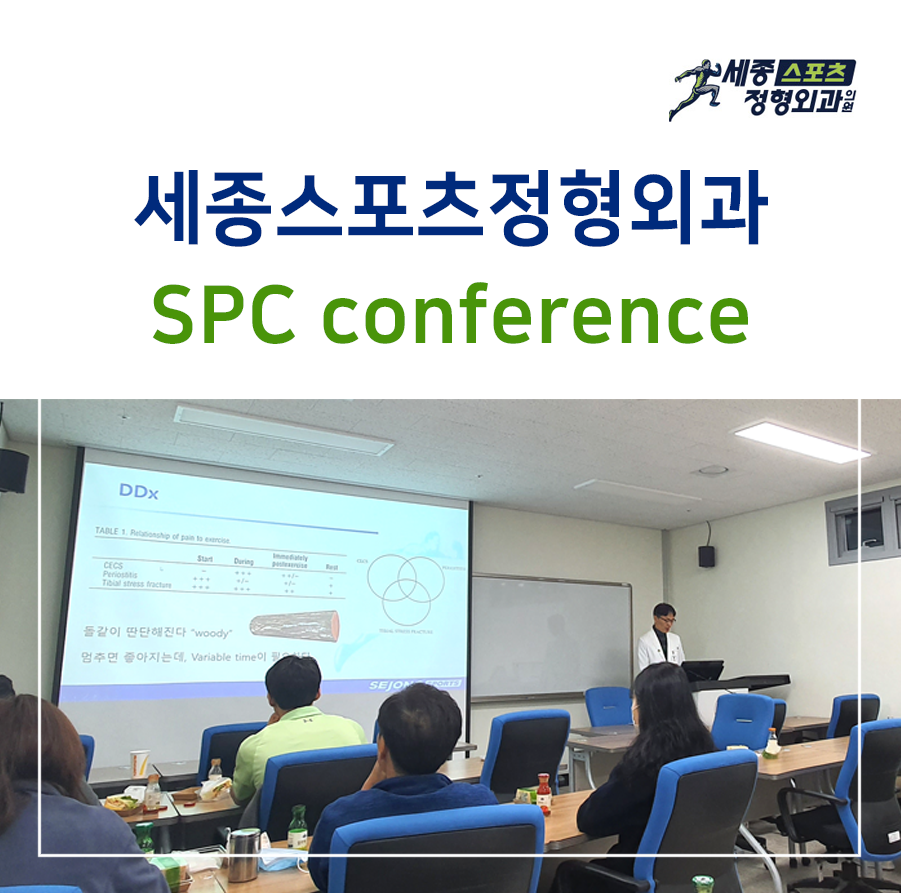 세종 스포츠
정형외과의원
세종스포츠정형외과
SPC conference
DDx
TABLE 1. Relationship of pain to exercise
Start During Immediately postexercise Rest
CECS – +++ ++/– –
Periostitis +++ +/– +/– +
Tibial stress fracture +++ +++ ++ +
CECS
TIBIAL STRESS FRACTURE
돌같이 딴단해진다 "woody"
멈추면 좋아지는데, Variable time이
SEJONG SPORTS